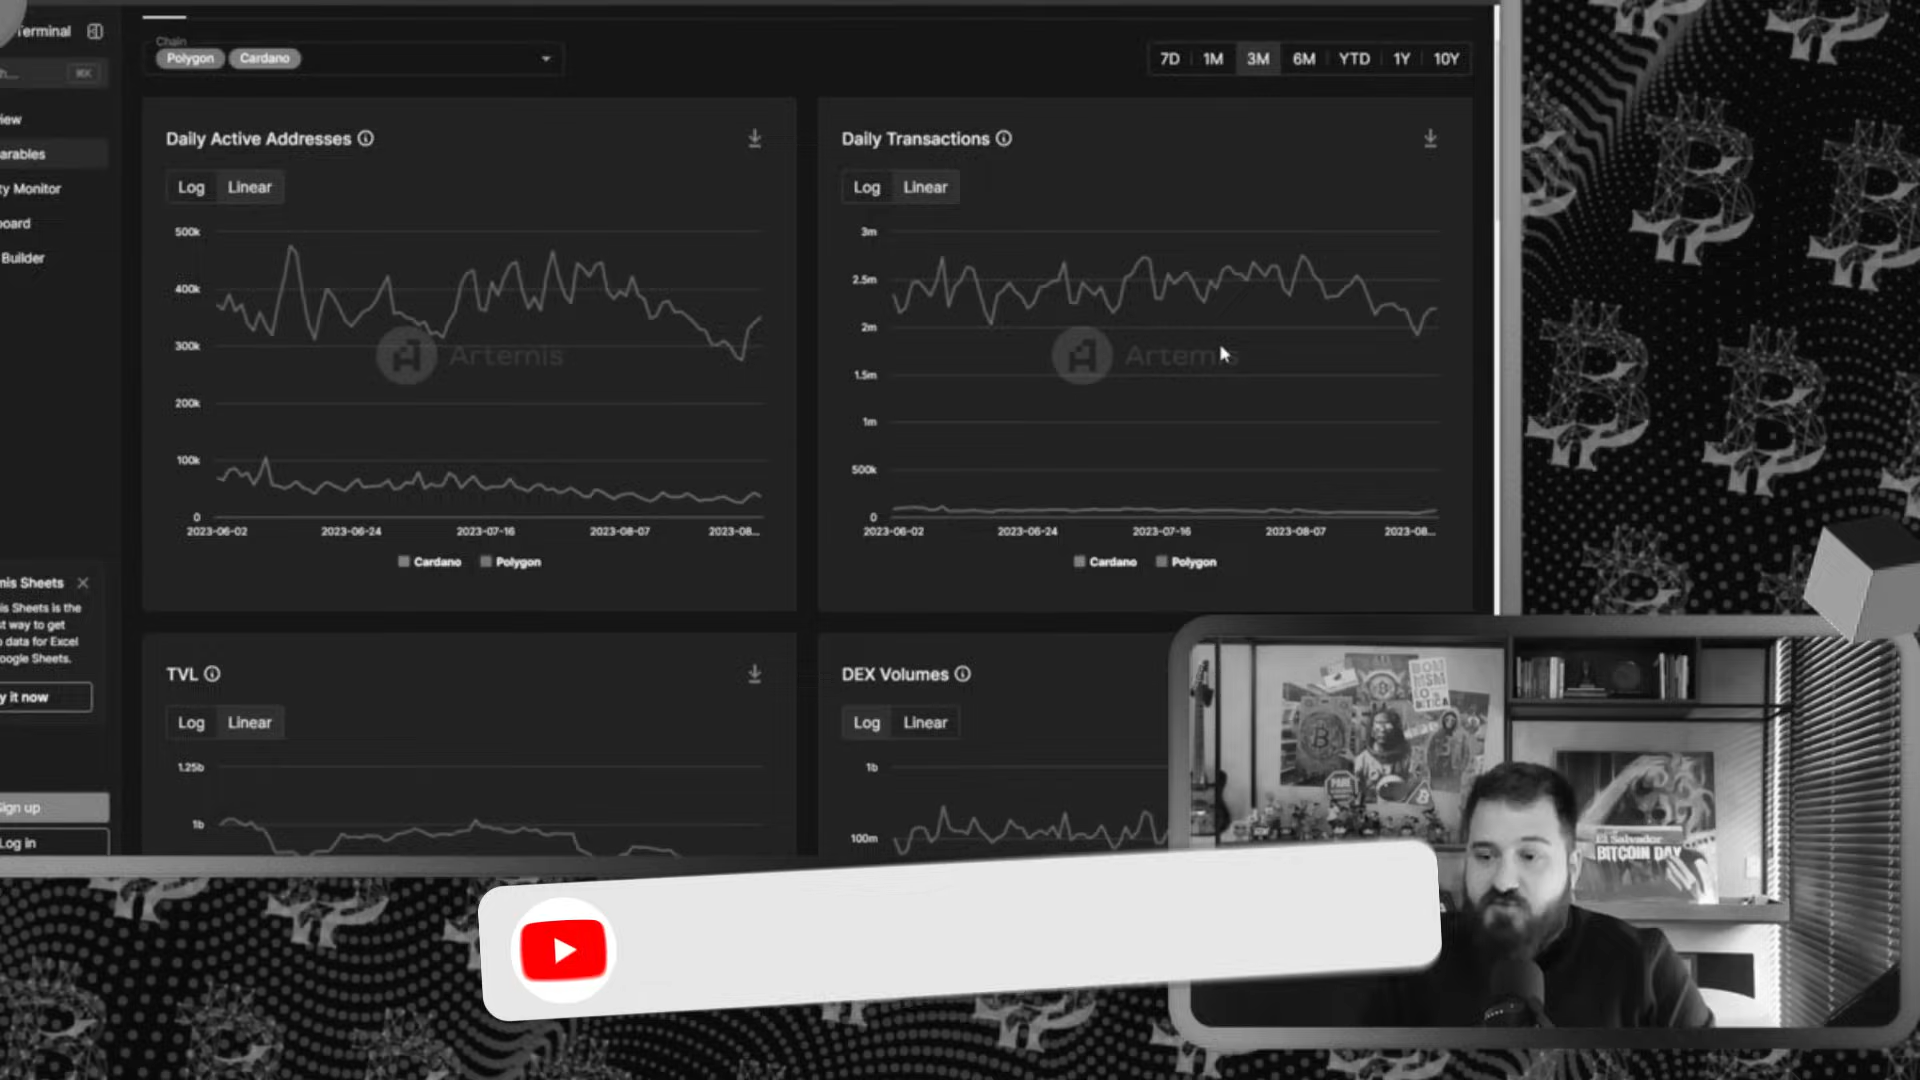 Terminal
⌘K
Chain
Polygon Cardano
7D 1M 3M 6M YTD 1Y 10Y
Daily Active Addresses
Log Linear
500k
400k
300k
200k
100k
0
2023-06-02 2023-06-24 2023-07-16 2023-08-07 2023-08...
Cardano Polygon
Artemis
Daily Transactions
Log Linear
3m
2.5m
2m
1.5m
1m
500k
0
2023-06-02 2023-06-24 2023-07-16 2023-08-07 2023-08...
Cardano Polygon
Artemis
iew
arables
ty Monitor
board
Builder
mis Sheets
is Sheets is the
st way to get
o data for Excel
oogle Sheets.
y it now
Sign up
Log in
TVL
Log Linear
1.25b
1b
DEX Volumes
Log Linear
1b
100m
El Salvador
BITCOIN DAY